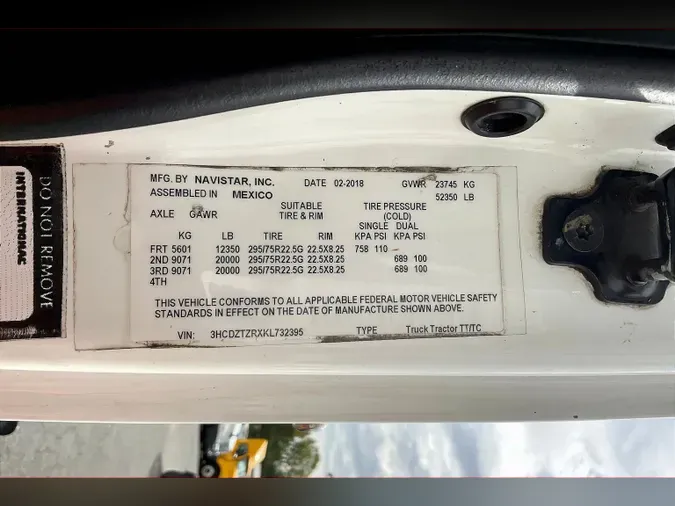 MFG. BY NAVISTAR, INC. DATE 02-2018 GVWR 23745 KG
ASSEMBLED IN MEXICO 52350 LB
AXLE GAWR SUITABLE TIRE & RIM TIRE PRESSURE (COLD)
SINGLE DUAL
KG LB TIRE RIM KPA PSI KPA PSI
FRT 5601 12350 295/75R22.5G 22.5X8.25 758 110
2ND 9071 20000 295/75R22.5G 22.5X8.25 689 100
3RD 9071 20000 295/75R22.5G 22.5X8.25 689 100
4TH
THIS VEHICLE CONFORMS TO ALL APPLICABLE FEDERAL MOTOR VEHICLE SAFETY
STANDARDS IN EFFECT ON THE DATE OF MANUFACTURE SHOWN ABOVE.
VIN: 3HCDZTZRXKL732395 TYPE Truck Tractor TT/TC
INTERNATIONAL
DO NOT REMOVE